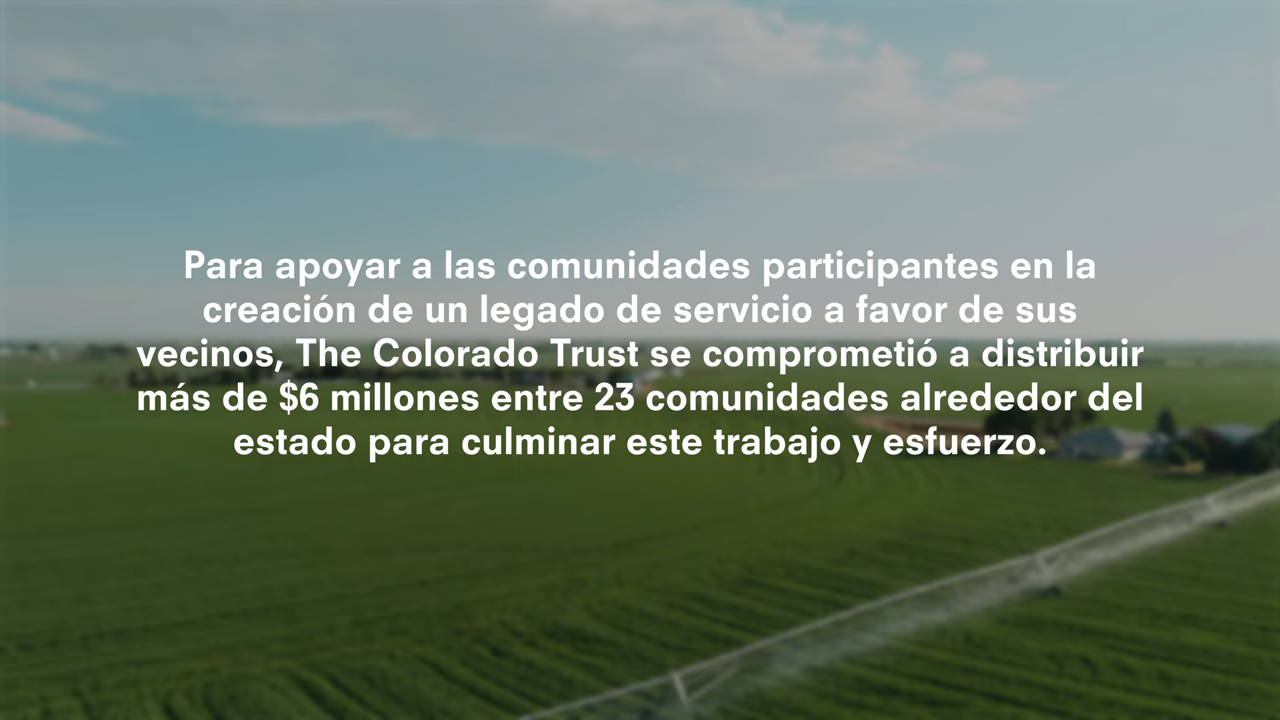 Para apoyar a las comunidades participantes en la
creación de un legado de servicio a favor de sus
vecinos, The Colorado Trust se comprometió a distribuir
más de $6 millones entre 23 comunidades alrededor del
estado para culminar este trabajo y esfuerzo.